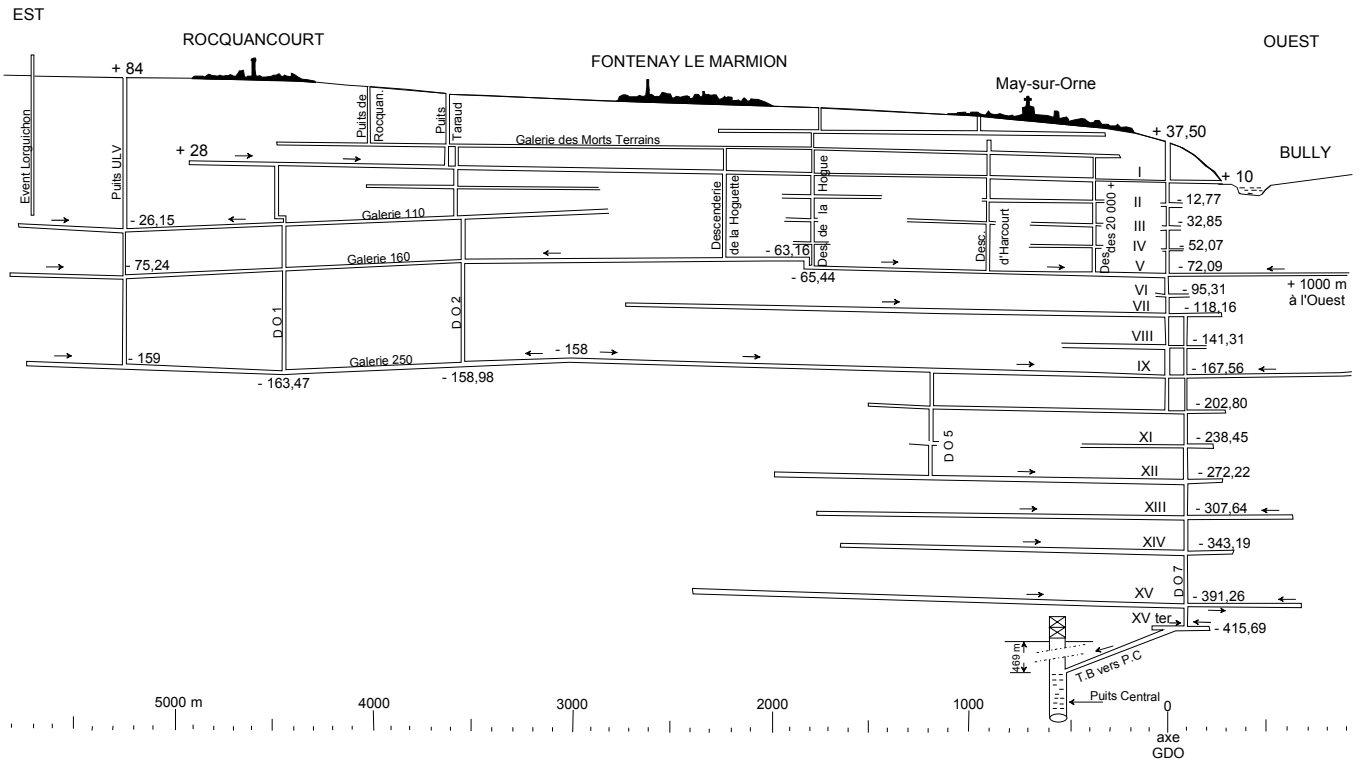 EST
ROCQUANCOURT
FONTENAY LE MARMION
OUEST
May-sur-Orne
+ 84
+ 37,50
BULLY
+ 10
Event Lorguichon
Puits ULV
Puits de
Rocquan.
Puits
Taraud
Galerie des Morts Terrains
+ 28
Descenderie
de la Hoguette
Des. de la Hogue
Desc.
d'Harcourt
Des. des 20 000 +
I
II
- 12,77
III
- 32,85
IV
- 52,07
V
- 72,09
VI
- 95,31
VII
- 118,16
VIII
- 141,31
IX
- 167,56
- 202,80
XI
- 238,45
XII
- 272,22
XIII
- 307,64
XIV
- 343,19
XV
- 391,26
XV ter
- 415,69
+ 1000 m
à l'Ouest
- 26,15
Galerie 110
- 75,24
Galerie 160
- 63,16
- 65,44
D O 1
D O 2
- 159
Galerie 250
- 158
- 163,47
- 158,98
D O 5
D O 7
469 m
T.B vers P.C
Puits Central
5000 m
4000
3000
2000
1000
0
axe
GDO